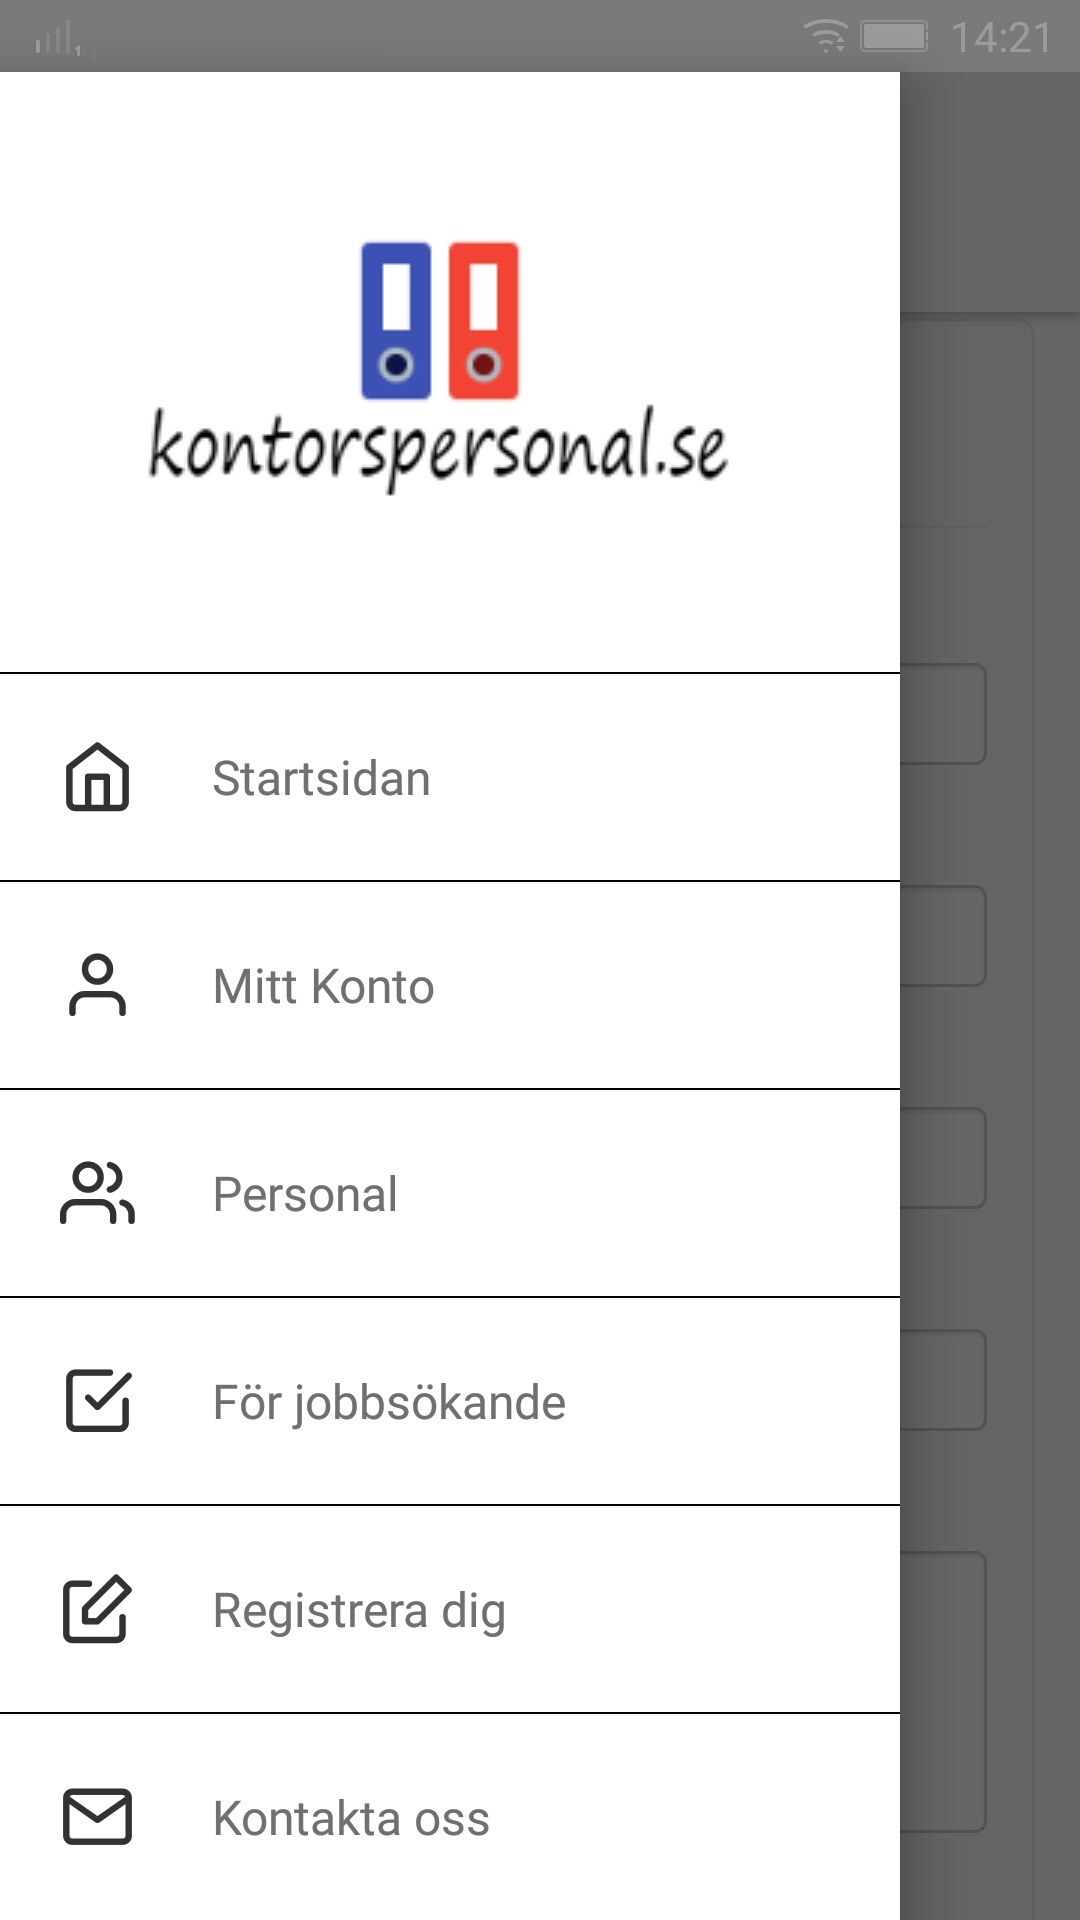 14:21
kontorspersonal.se
Startsidan
Mitt Konto
Personal
För jobbsökande
Registrera dig
Kontakta oss